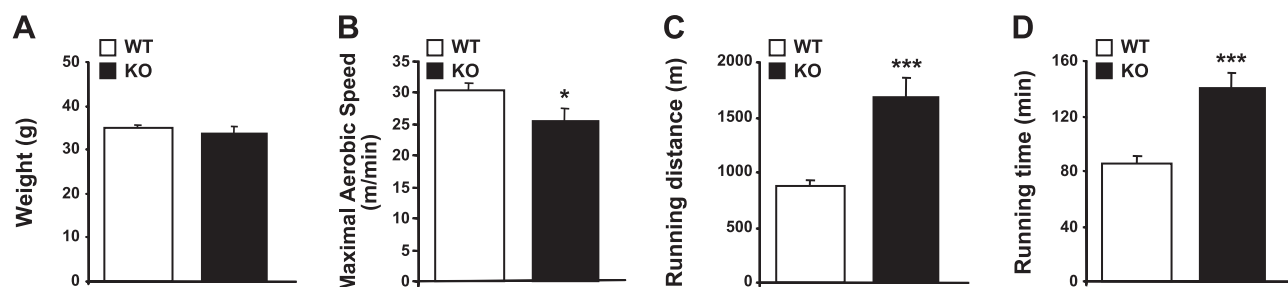 A
WT
KO
Weight (g)
50
40
30
20
10
0
B
WT
KO
Maximal Aerobic Speed
(m/min)
35
30
25
20
15
10
5
0
*
C
WT
KO
Running distance (m)
2000
1500
1000
500
0
***
D
WT
KO
Running time (min)
160
120
80
40
0
***